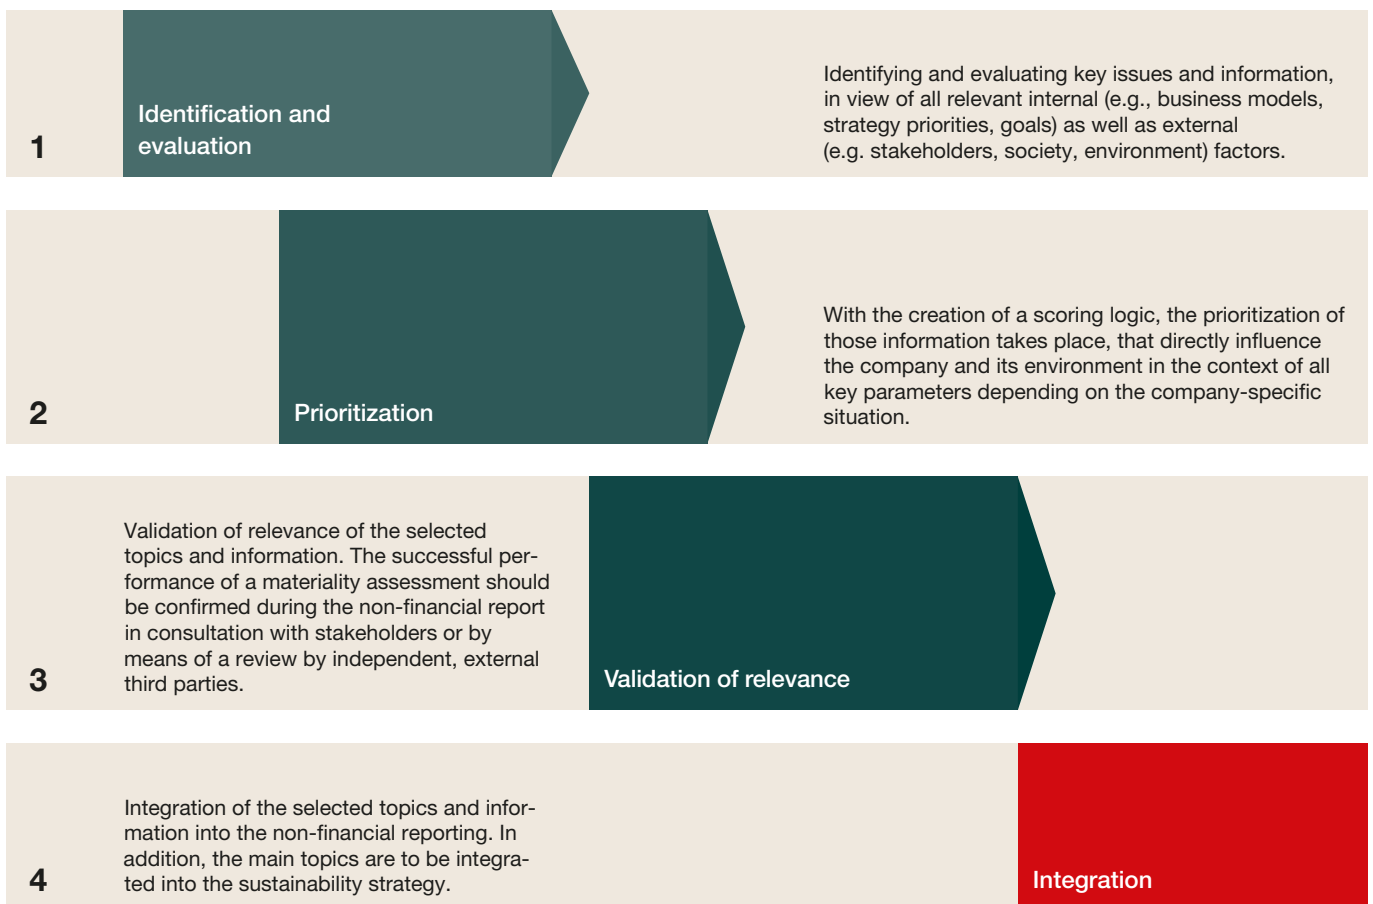 1
Identification and
evaluation
Identifying and evaluating key issues and information,
in view of all relevant internal (e.g., business models,
strategy priorities, goals) as well as external
(e.g. stakeholders, society, environment) factors.
2
Prioritization
With the creation of a scoring logic, the prioritization of
those information takes place, that directly influence
the company and its environment in the context of all
key parameters depending on the company-specific
situation.
3
Validation of relevance of the selected
topics and information. The successful per-
formance of a materiality assessment should
be confirmed during the non-financial report
in consultation with stakeholders or by
means of a review by independent, external
third parties.
Validation of relevance
4
Integration of the selected topics and infor-
mation into the non-financial reporting. In
addition, the main topics are to be integra-
ted into the sustainability strategy.
Integration